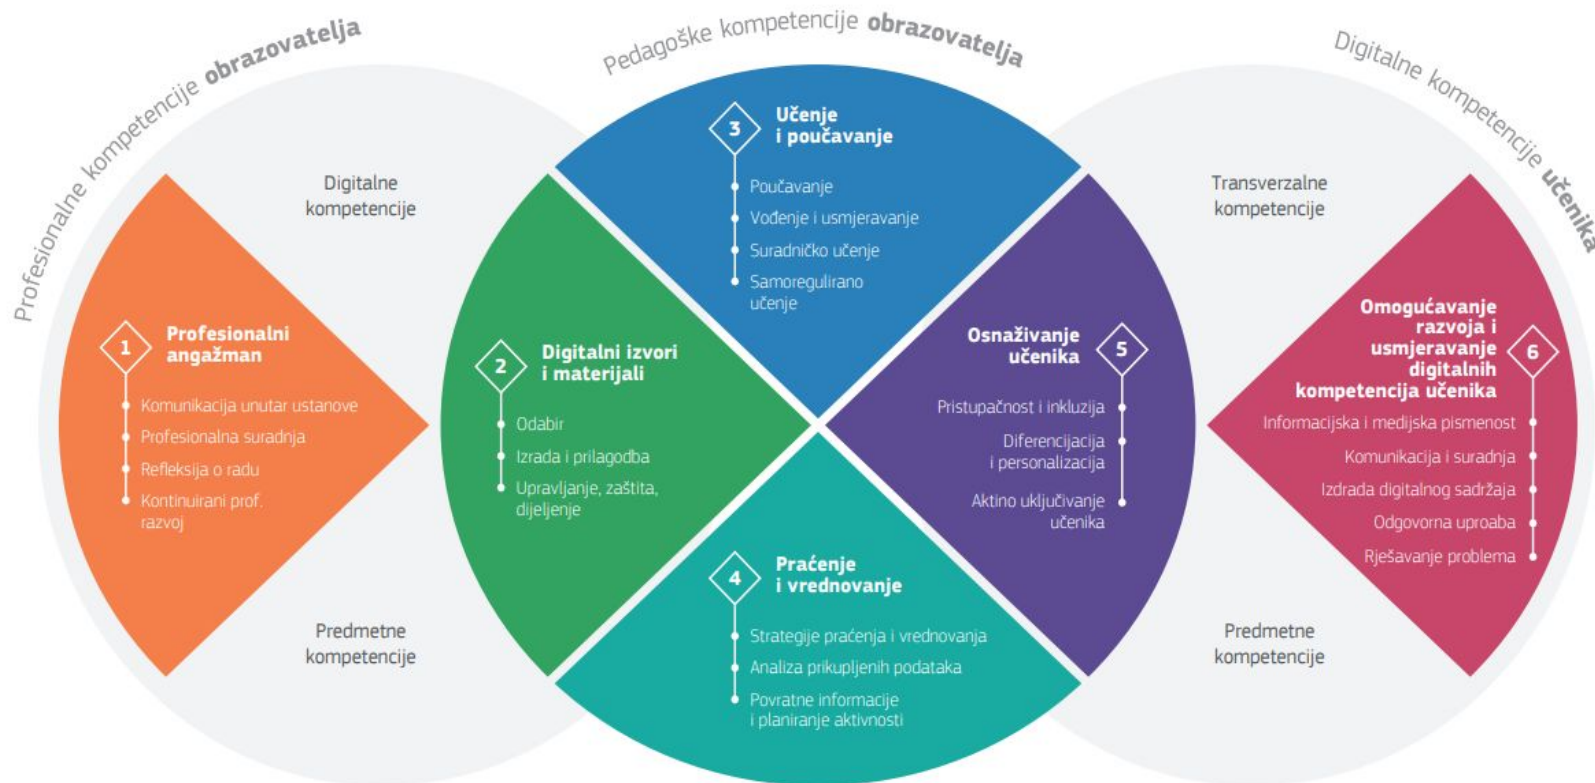 Profesionalne kompetencije obrazovatelja
Pedagoške kompetencije obrazovatelja
Digitalne kompetencije učenika
Digitalne
kompetencije
Predmetne
kompetencije
1
Profesionalni
angažman
Komunikacija unutar ustanove
Profesionalna suradnja
Refleksija o radu
Kontinuirani prof.
razvoj
2
Digitalni izvori
i materijali
Odabir
Izrada i prilagodba
Upravljanje, zaštita,
dijeljenje
3
Učenje
i poučavanje
Poučavanje
Vođenje i usmjeravanje
Suradničko učenje
Samoregulirano
učenje
4
Praćenje
i vrednovanje
Strategije praćenja i vrednovanja
Analiza prikupljenih podataka
Povratne informacije
i planiranje aktivnosti
Osnaživanje
učenika
5
Pristupačnost i inkluzija
Diferencijacija
i personalizacija
Aktino uključivanje
učenika
Transverzalne
kompetencije
Predmetne
kompetencije
Omogućavanje
razvoja i
usmjeravanje
digitalnih
kompetencija učenika
6
Informacijska i medijska pismenost
Komunikacija i suradnja
Izdrada digitalnog sadržaja
Odgovorna uproaba
Rješavanje problema